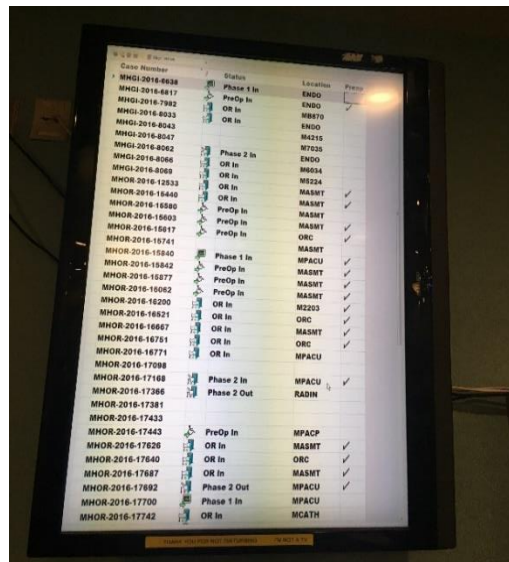 Case Number Status Location
MHGI-2016-6638 Phase 1 In ENDO
MHGI-2016-6817 PreOp In ENDO
MHGI-2016-7982 OR In MB870
MHGI-2016-8033 OR In ENDO
MHGI-2016-8043 M4215
MHGI-2016-8047 M7035
MHGI-2016-8062 Phase 2 In ENDO
MHGI-2016-8066 OR In M6034
MHGI-2016-8069 OR In M5224
MHOR-2016-12533 OR In MASMT ✓
MHOR-2016-15440 OR In MASMT ✓
MHOR-2016-15580 PreOp In MASMT
MHOR-2016-15603 PreOp In MASMT ✓
MHOR-2016-15617 PreOp In ORC ✓
MHOR-2016-15741 MASMT
MHOR-2016-15840 Phase 1 In MPACU ✓
MHOR-2016-15842 PreOp In MASMT ✓
MHOR-2016-15877 PreOp In MASMT ✓
MHOR-2016-16062 PreOp In MASMT ✓
MHOR-2016-16200 OR In M2203 ✓
MHOR-2016-16521 OR In ORC ✓
MHOR-2016-16667 OR In MASMT ✓
MHOR-2016-16751 OR In ORC ✓
MHOR-2016-16771 OR In MPACU
MHOR-2016-17098
MHOR-2016-17168 Phase 2 In MPACU ✓
MHOR-2016-17366 Phase 2 Out RADIN
MHOR-2016-17381
MHOR-2016-17433
MHOR-2016-17443 PreOp In MPACP
MHOR-2016-17626 OR In MASMT ✓
MHOR-2016-17640 OR In ORC ✓
MHOR-2016-17687 OR In MASMT ✓
MHOR-2016-17692 Phase 2 Out MPACU ✓
MHOR-2016-17700 Phase 1 In MPACU
MHOR-2016-17742 OR In MCATH
THANK YOU FOR NOT DISTURBING I'M NOT A TV